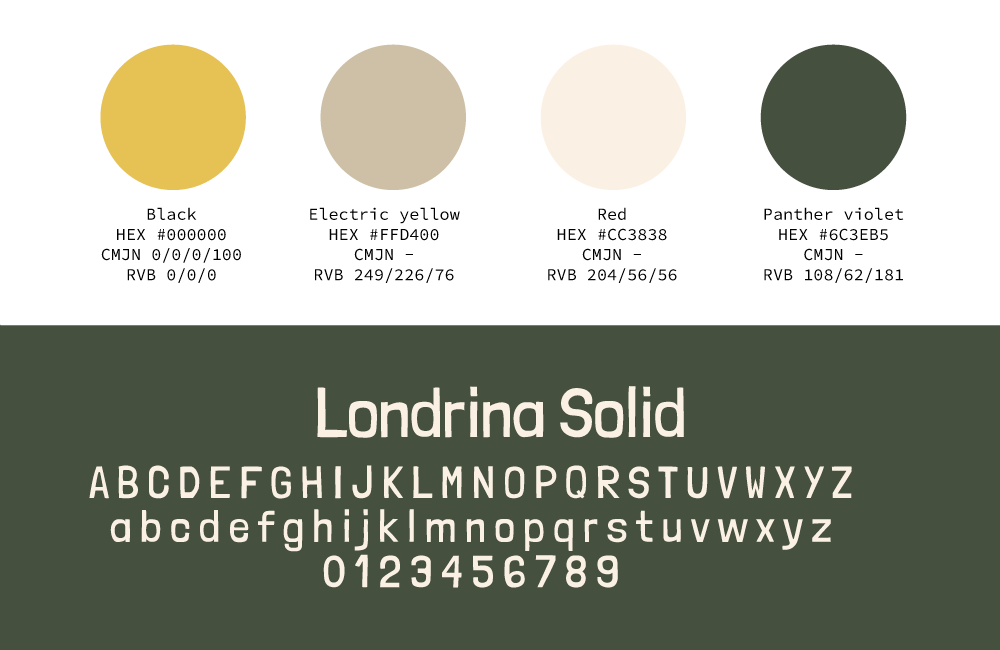 Black
HEX #000000
CMJN 0/0/0/100
RVB 0/0/0
Electric yellow
HEX #FFD400
CMJN -
RVB 249/226/76
Red
HEX #CC3838
CMJN -
RVB 204/56/56
Panther violet
HEX #6C3EB5
CMJN -
RVB 108/62/181
Londrina Solid
ABCDEFGHIJKLMNOPQRSTUVWXYZ
abcdefghijklmnopqrstuvwxyz
0123456789